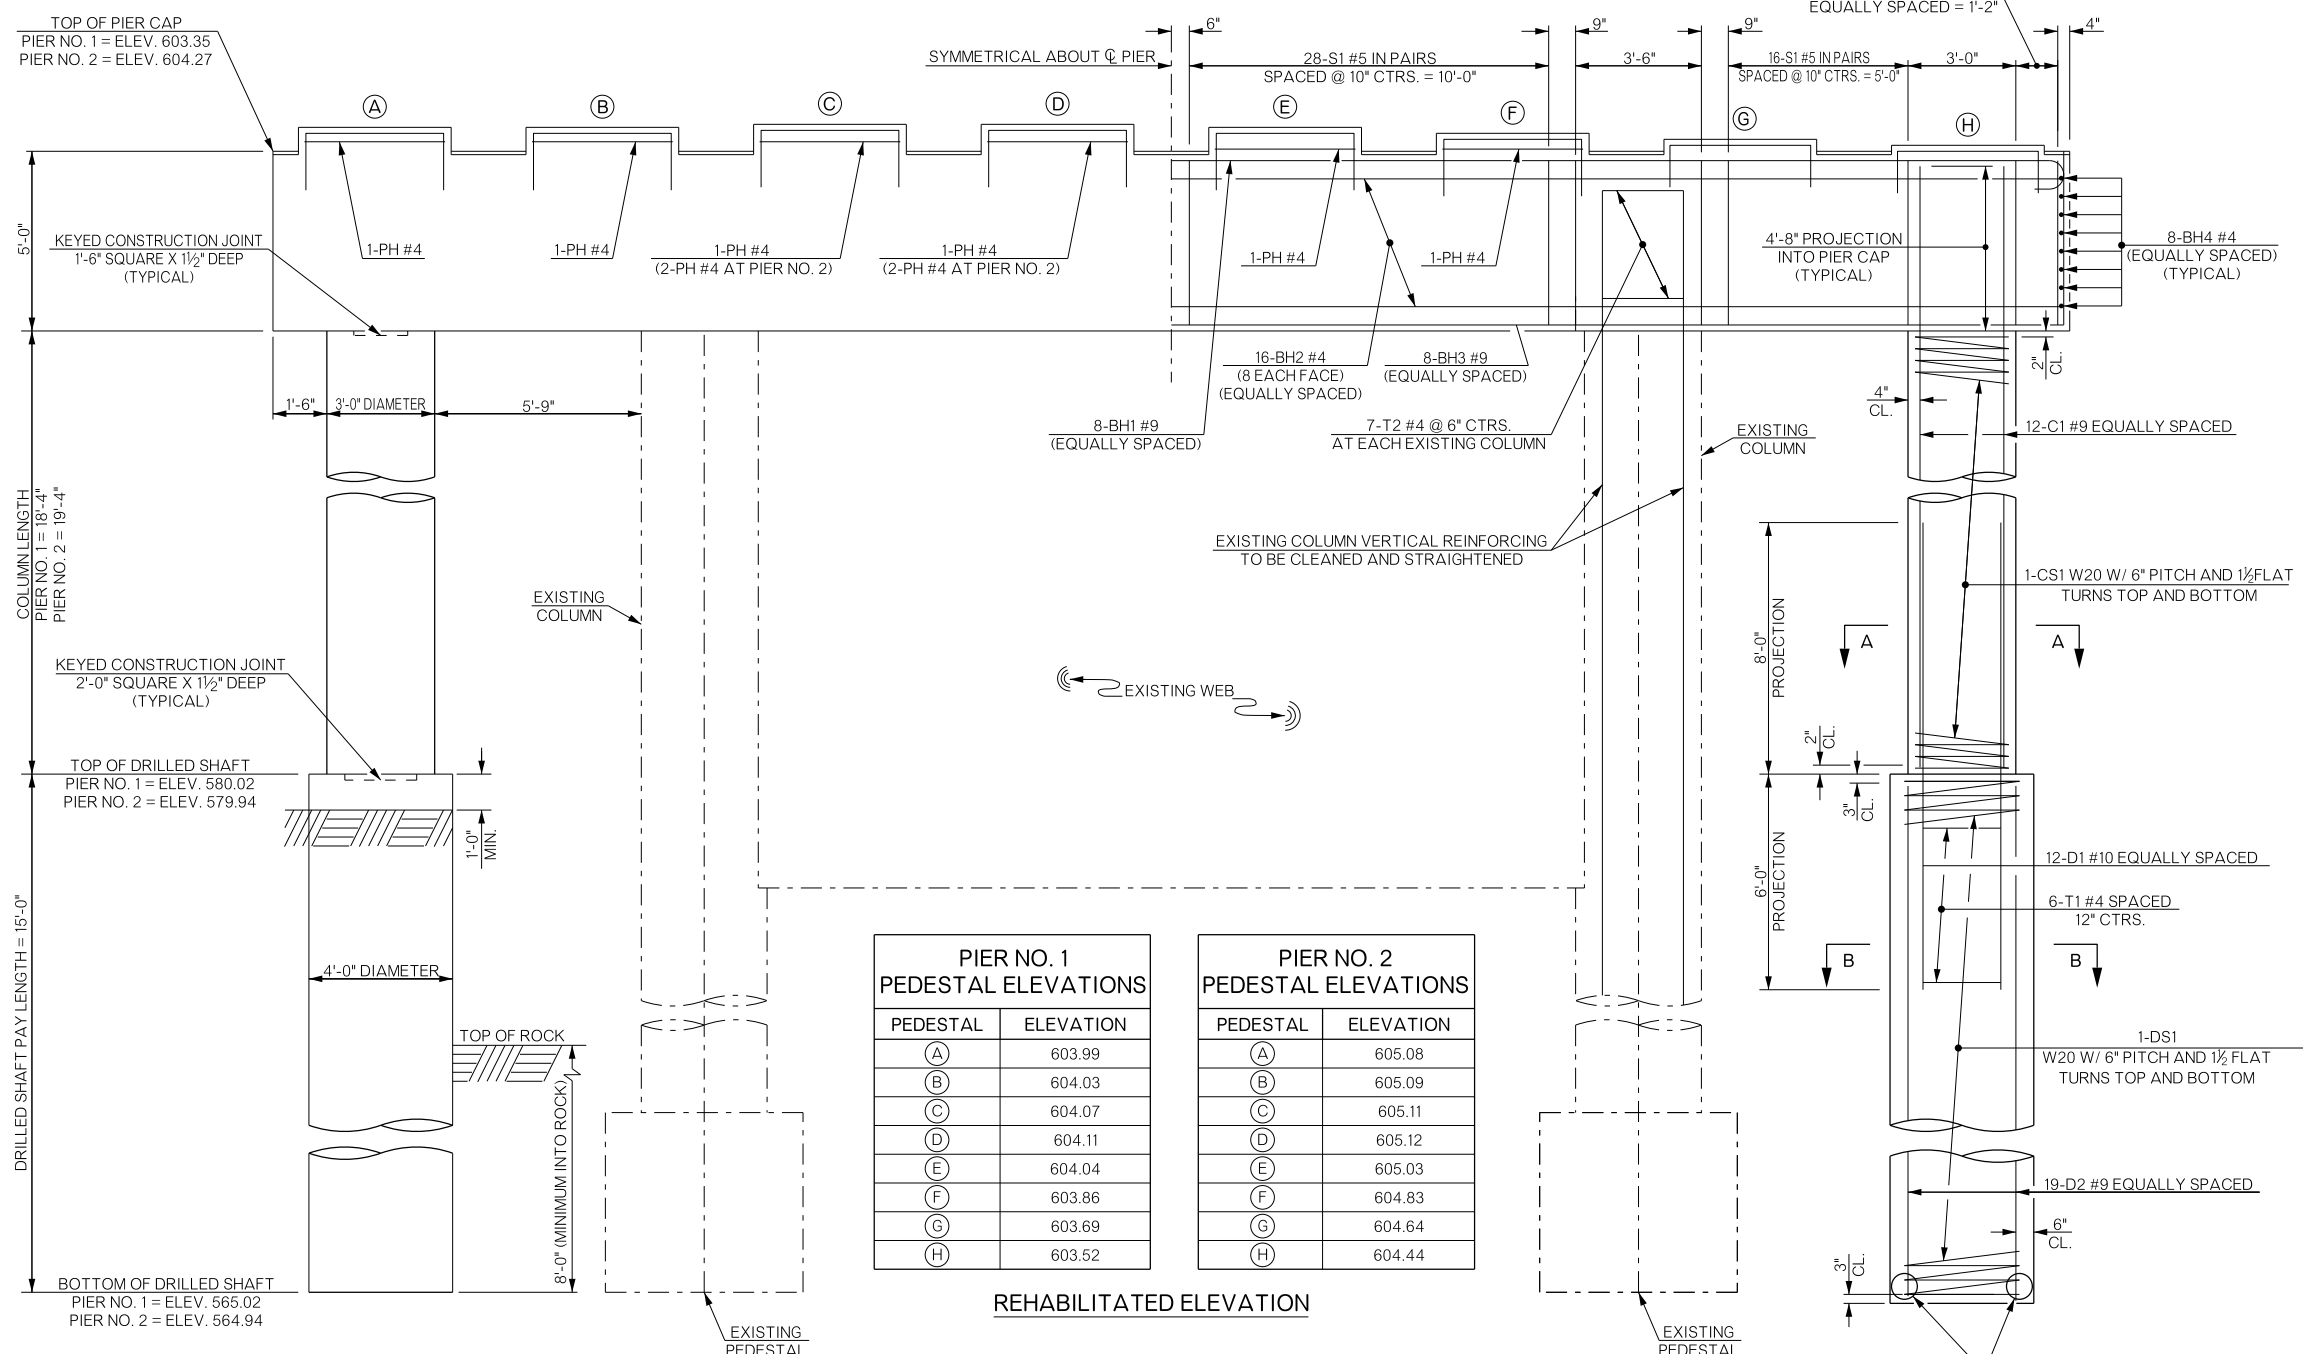 TOP OF PIER CAP
PIER NO. 1 = ELEV. 603.35
PIER NO. 2 = ELEV. 604.27
SYMMETRICAL ABOUT ℄ PIER
6"
28-S1 #5 IN PAIRS
SPACED @ 10" CTRS. = 10'-0"
9"
3'-6"
9"
16-S1 #5 IN PAIRS
SPACED @ 10" CTRS. = 5'-0"
3'-0"
EQUALLY SPACED = 1'-2"
4"
A
B
C
D
E
F
G
H
5'-0"
KEYED CONSTRUCTION JOINT
1'-6" SQUARE X 1½" DEEP
(TYPICAL)
1-PH #4
1-PH #4
1-PH #4
(2-PH #4 AT PIER NO. 2)
1-PH #4
(2-PH #4 AT PIER NO. 2)
1-PH #4
1-PH #4
4'-8" PROJECTION
INTO PIER CAP
(TYPICAL)
8-BH4 #4
(EQUALLY SPACED)
(TYPICAL)
16-BH2 #4
(8 EACH FACE)
(EQUALLY SPACED)
8-BH3 #9
(EQUALLY SPACED)
2"
CL.
1'-6"
3'-0" DIAMETER
5'-9"
4"
CL.
8-BH1 #9
(EQUALLY SPACED)
7-T2 #4 @ 6" CTRS.
AT EACH EXISTING COLUMN
EXISTING
COLUMN
12-C1 #9 EQUALLY SPACED
COLUMN LENGTH
PIER NO. 1 = 18'-4"
PIER NO. 2 = 19'-4"
EXISTING COLUMN VERTICAL REINFORCING
TO BE CLEANED AND STRAIGHTENED
EXISTING
COLUMN
1-CS1 W20 W/ 6" PITCH AND 1½FLAT
TURNS TOP AND BOTTOM
8'-0"
PROJECTION
A
A
KEYED CONSTRUCTION JOINT
2'-0" SQUARE X 1½" DEEP
(TYPICAL)
EXISTING WEB
2"
CL.
TOP OF DRILLED SHAFT
PIER NO. 1 = ELEV. 580.02
PIER NO. 2 = ELEV. 579.94
1'-0"
MIN.
3"
CL.
12-D1 #10 EQUALLY SPACED
6'-0"
PROJECTION
6-T1 #4 SPACED
12" CTRS.
B
B
DRILLED SHAFT PAY LENGTH = 15'-0"
4'-0" DIAMETER
TOP OF ROCK
8'-0" (MINIMUM INTO ROCK)
PIER NO. 1
PEDESTAL ELEVATIONS
PEDESTAL ELEVATION
A 603.99
B 604.03
C 604.07
D 604.11
E 604.04
F 603.86
G 603.69
H 603.52
PIER NO. 2
PEDESTAL ELEVATIONS
PEDESTAL ELEVATION
A 605.08
B 605.09
C 605.11
D 605.12
E 605.03
F 604.83
G 604.64
H 604.44
1-DS1
W20 W/ 6" PITCH AND 1½ FLAT
TURNS TOP AND BOTTOM
19-D2 #9 EQUALLY SPACED
6"
CL.
3"
CL.
BOTTOM OF DRILLED SHAFT
PIER NO. 1 = ELEV. 565.02
PIER NO. 2 = ELEV. 564.94
REHABILITATED ELEVATION
EXISTING
PEDESTAL
EXISTING
PEDESTAL